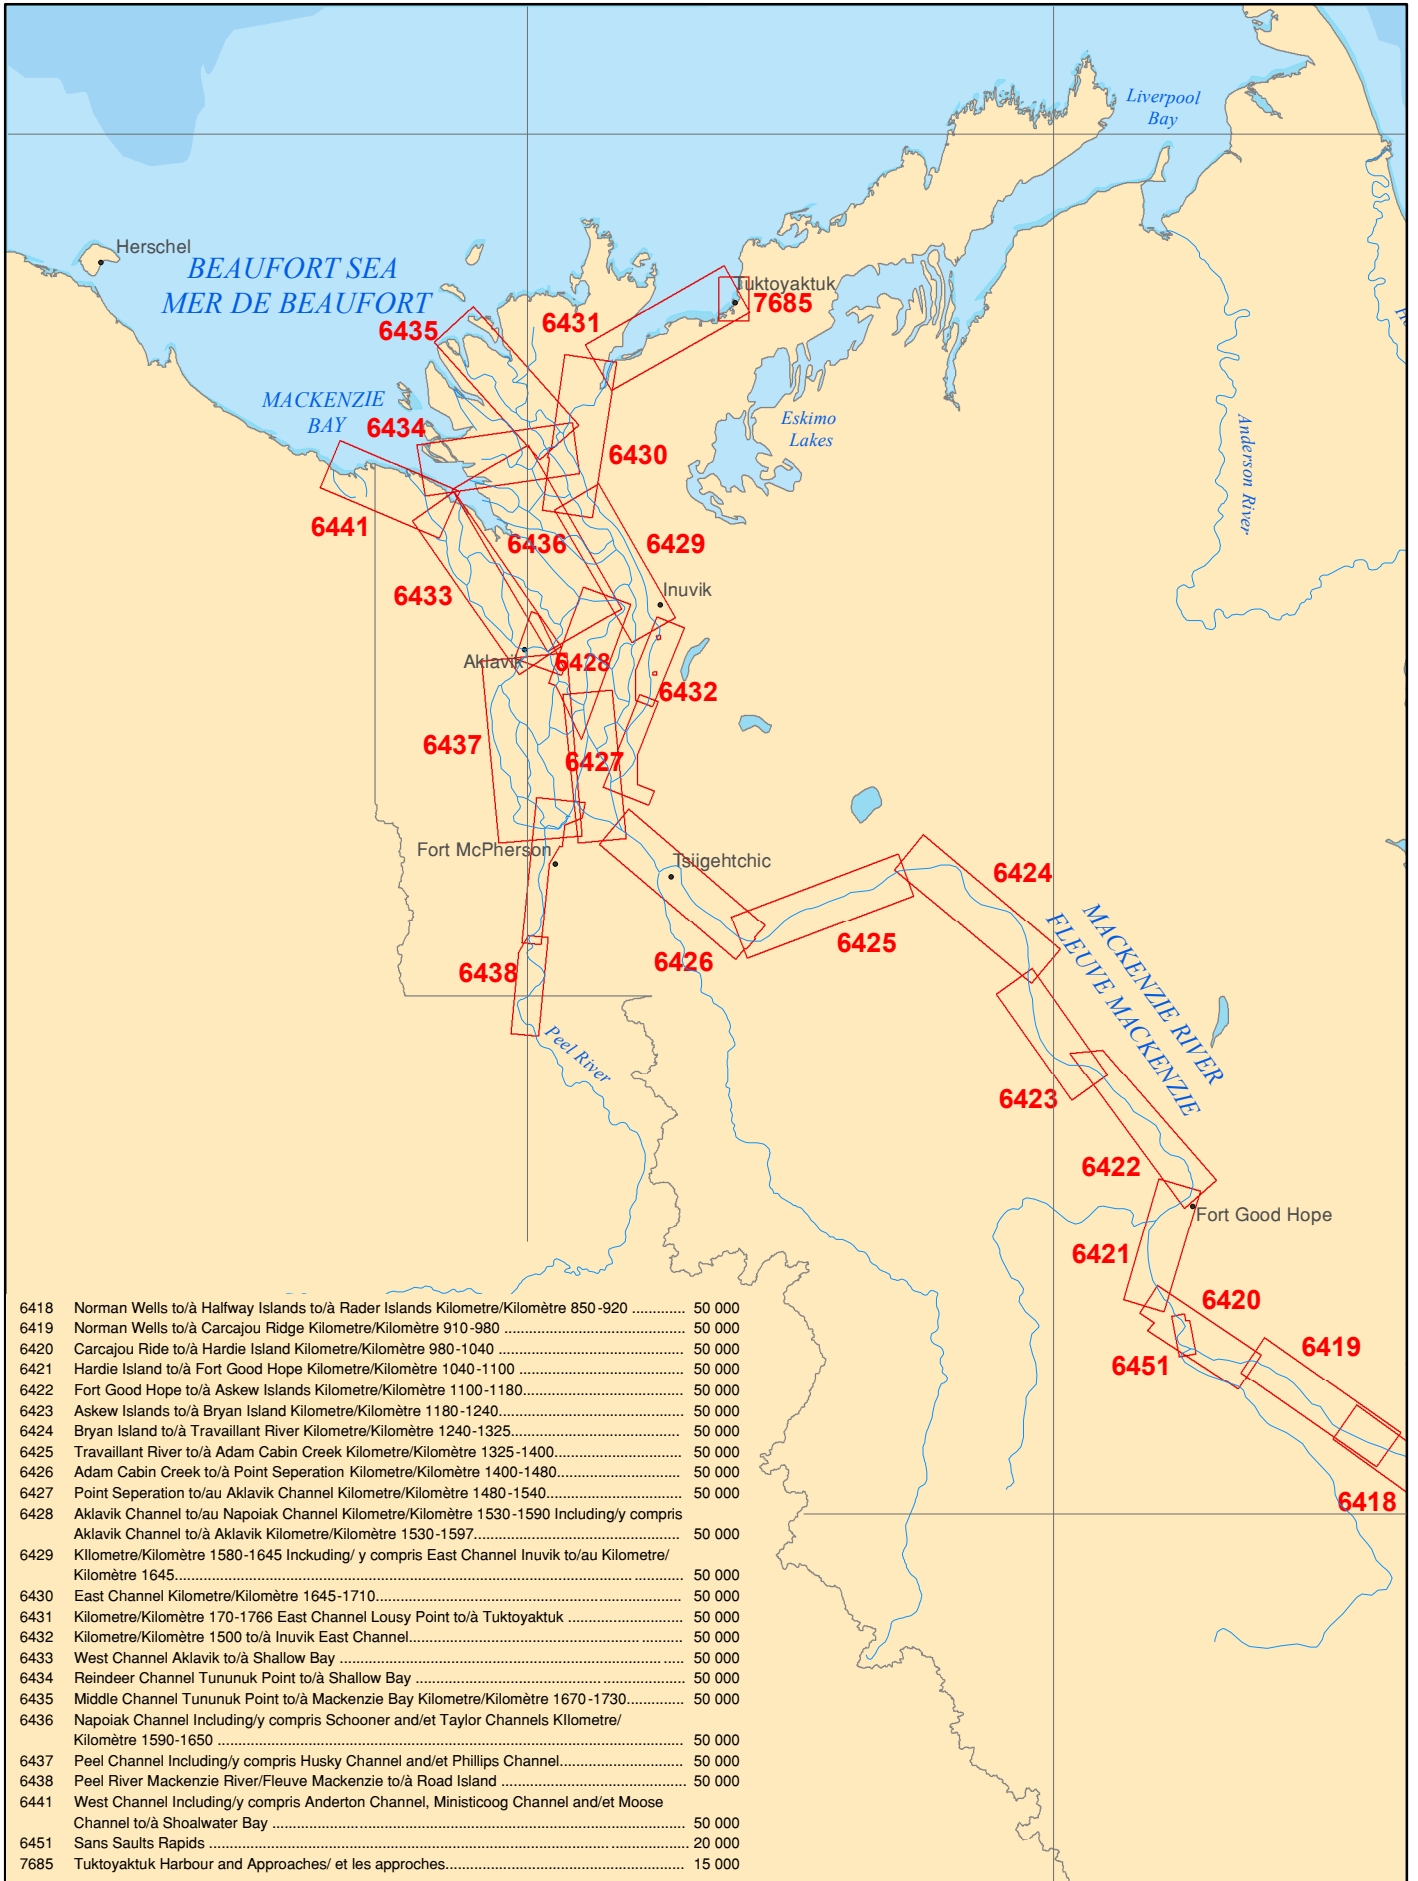 Liverpool
Bay
Herschel
BEAUFORT SEA
MER DE BEAUFORT
Tuktoyaktuk
7685
6431
6435
MACKENZIE
BAY
6434
Eskimo
Lakes
Anderson River
6430
6441
6436
6429
Inuvik
6433
Aklavik
6428
6432
6437
6427
Fort McPherson
Tsiigehtchic
6424
6425
6426
6438
MACKENZIE RIVER
FLEUVE MACKENZIE
Peel River
6423
6422
Fort Good Hope
6421
6420
6419
6451
6418
6418 Norman Wells to/à Halfway Islands to/à Rader Islands Kilometre/Kilomètre 850-920 ............. 50 000
6419 Norman Wells to/à Carcajou Ridge Kilometre/Kilomètre 910-980 ............. 50 000
6420 Carcajou Ride to/à Hardie Island Kilometre/Kilomètre 980-1040 ............. 50 000
6421 Hardie Island to/à Fort Good Hope Kilometre/Kilomètre 1040-1100 ............. 50 000
6422 Fort Good Hope to/à Askew Islands Kilometre/Kilomètre 1100-1180............. 50 000
6423 Askew Islands to/à Bryan Island Kilometre/Kilomètre 1180-1240............. 50 000
6424 Bryan Island to/à Travaillant River Kilometre/Kilomètre 1240-1325............. 50 000
6425 Travaillant River to/à Adam Cabin Creek Kilometre/Kilomètre 1325-1400............. 50 000
6426 Adam Cabin Creek to/à Point Seperation Kilometre/Kilomètre 1400-1480............. 50 000
6427 Point Seperation to/au Aklavik Channel Kilometre/Kilomètre 1480-1540............. 50 000
6428 Aklavik Channel to/au Napoiak Channel Kilometre/Kilomètre 1530-1590 Including/y compris
Aklavik Channel to/à Aklavik Kilometre/Kilomètre 1530-1597............. 50 000
6429 KIlometre/Kilomètre 1580-1645 Inckuding/ y compris East Channel Inuvik to/au Kilometre/
Kilomètre 1645............. 50 000
6430 East Channel Kilometre/Kilomètre 1645-1710............. 50 000
6431 Kilometre/Kilomètre 170-1766 East Channel Lousy Point to/à Tuktoyaktuk ............. 50 000
6432 Kilometre/Kilomètre 1500 to/à Inuvik East Channel............. 50 000
6433 West Channel Aklavik to/à Shallow Bay ............. 50 000
6434 Reindeer Channel Tununuk Point to/à Shallow Bay ............. 50 000
6435 Middle Channel Tununuk Point to/à Mackenzie Bay Kilometre/Kilomètre 1670-1730............. 50 000
6436 Napoiak Channel Including/y compris Schooner and/et Taylor Channels KIlometre/
Kilomètre 1590-1650 ............. 50 000
6437 Peel Channel Including/y compris Husky Channel and/et Phillips Channel............. 50 000
6438 Peel River Mackenzie River/Fleuve Mackenzie to/à Road Island ............. 50 000
6441 West Channel Including/y compris Anderton Channel, Ministicoog Channel and/et Moose
Channel to/à Shoalwater Bay ............. 50 000
6451 Sans Saults Rapids ............. 20 000
7685 Tuktoyaktuk Harbour and Approaches/ et les approches............. 15 000